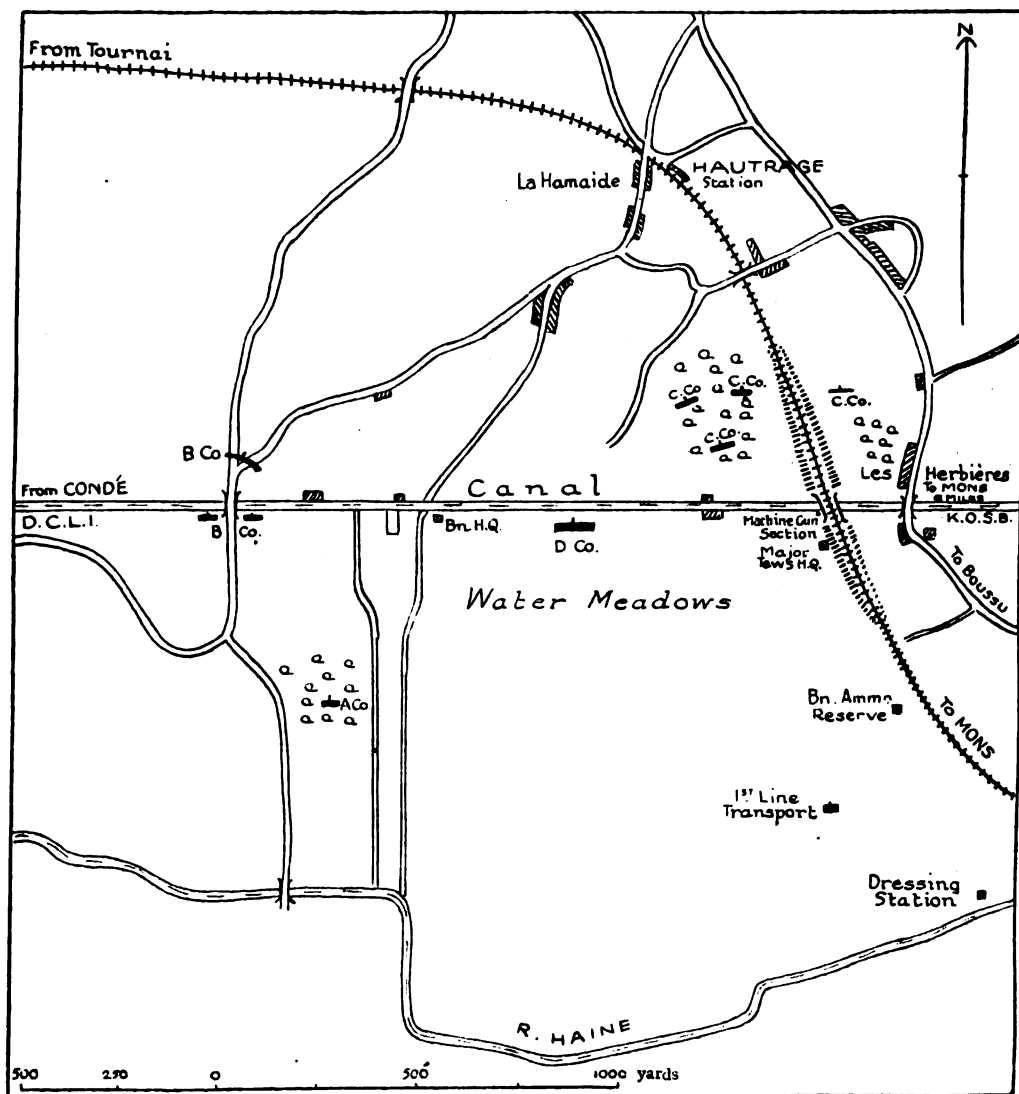 From Tournai
N
HAUTRAGE
Station
La Hamaide
C. Co
C. Co.
C. Co.
C. Co.
B Co
Les
Herbières
To MONS
8 MILES
From CONDÉ
Canal
D.C.L.I.
B Co.
Bn. H.Q.
D Co.
Machine Gun
Section
Major
Tew's H.Q.
K.O.S.B.
To Boussu
Water Meadows
A Co
Bn. Ammn
Reserve
To MONS
1ST Line
Transport
Dressing
Station
R. HAINE
500 250 0 500 1000 yards